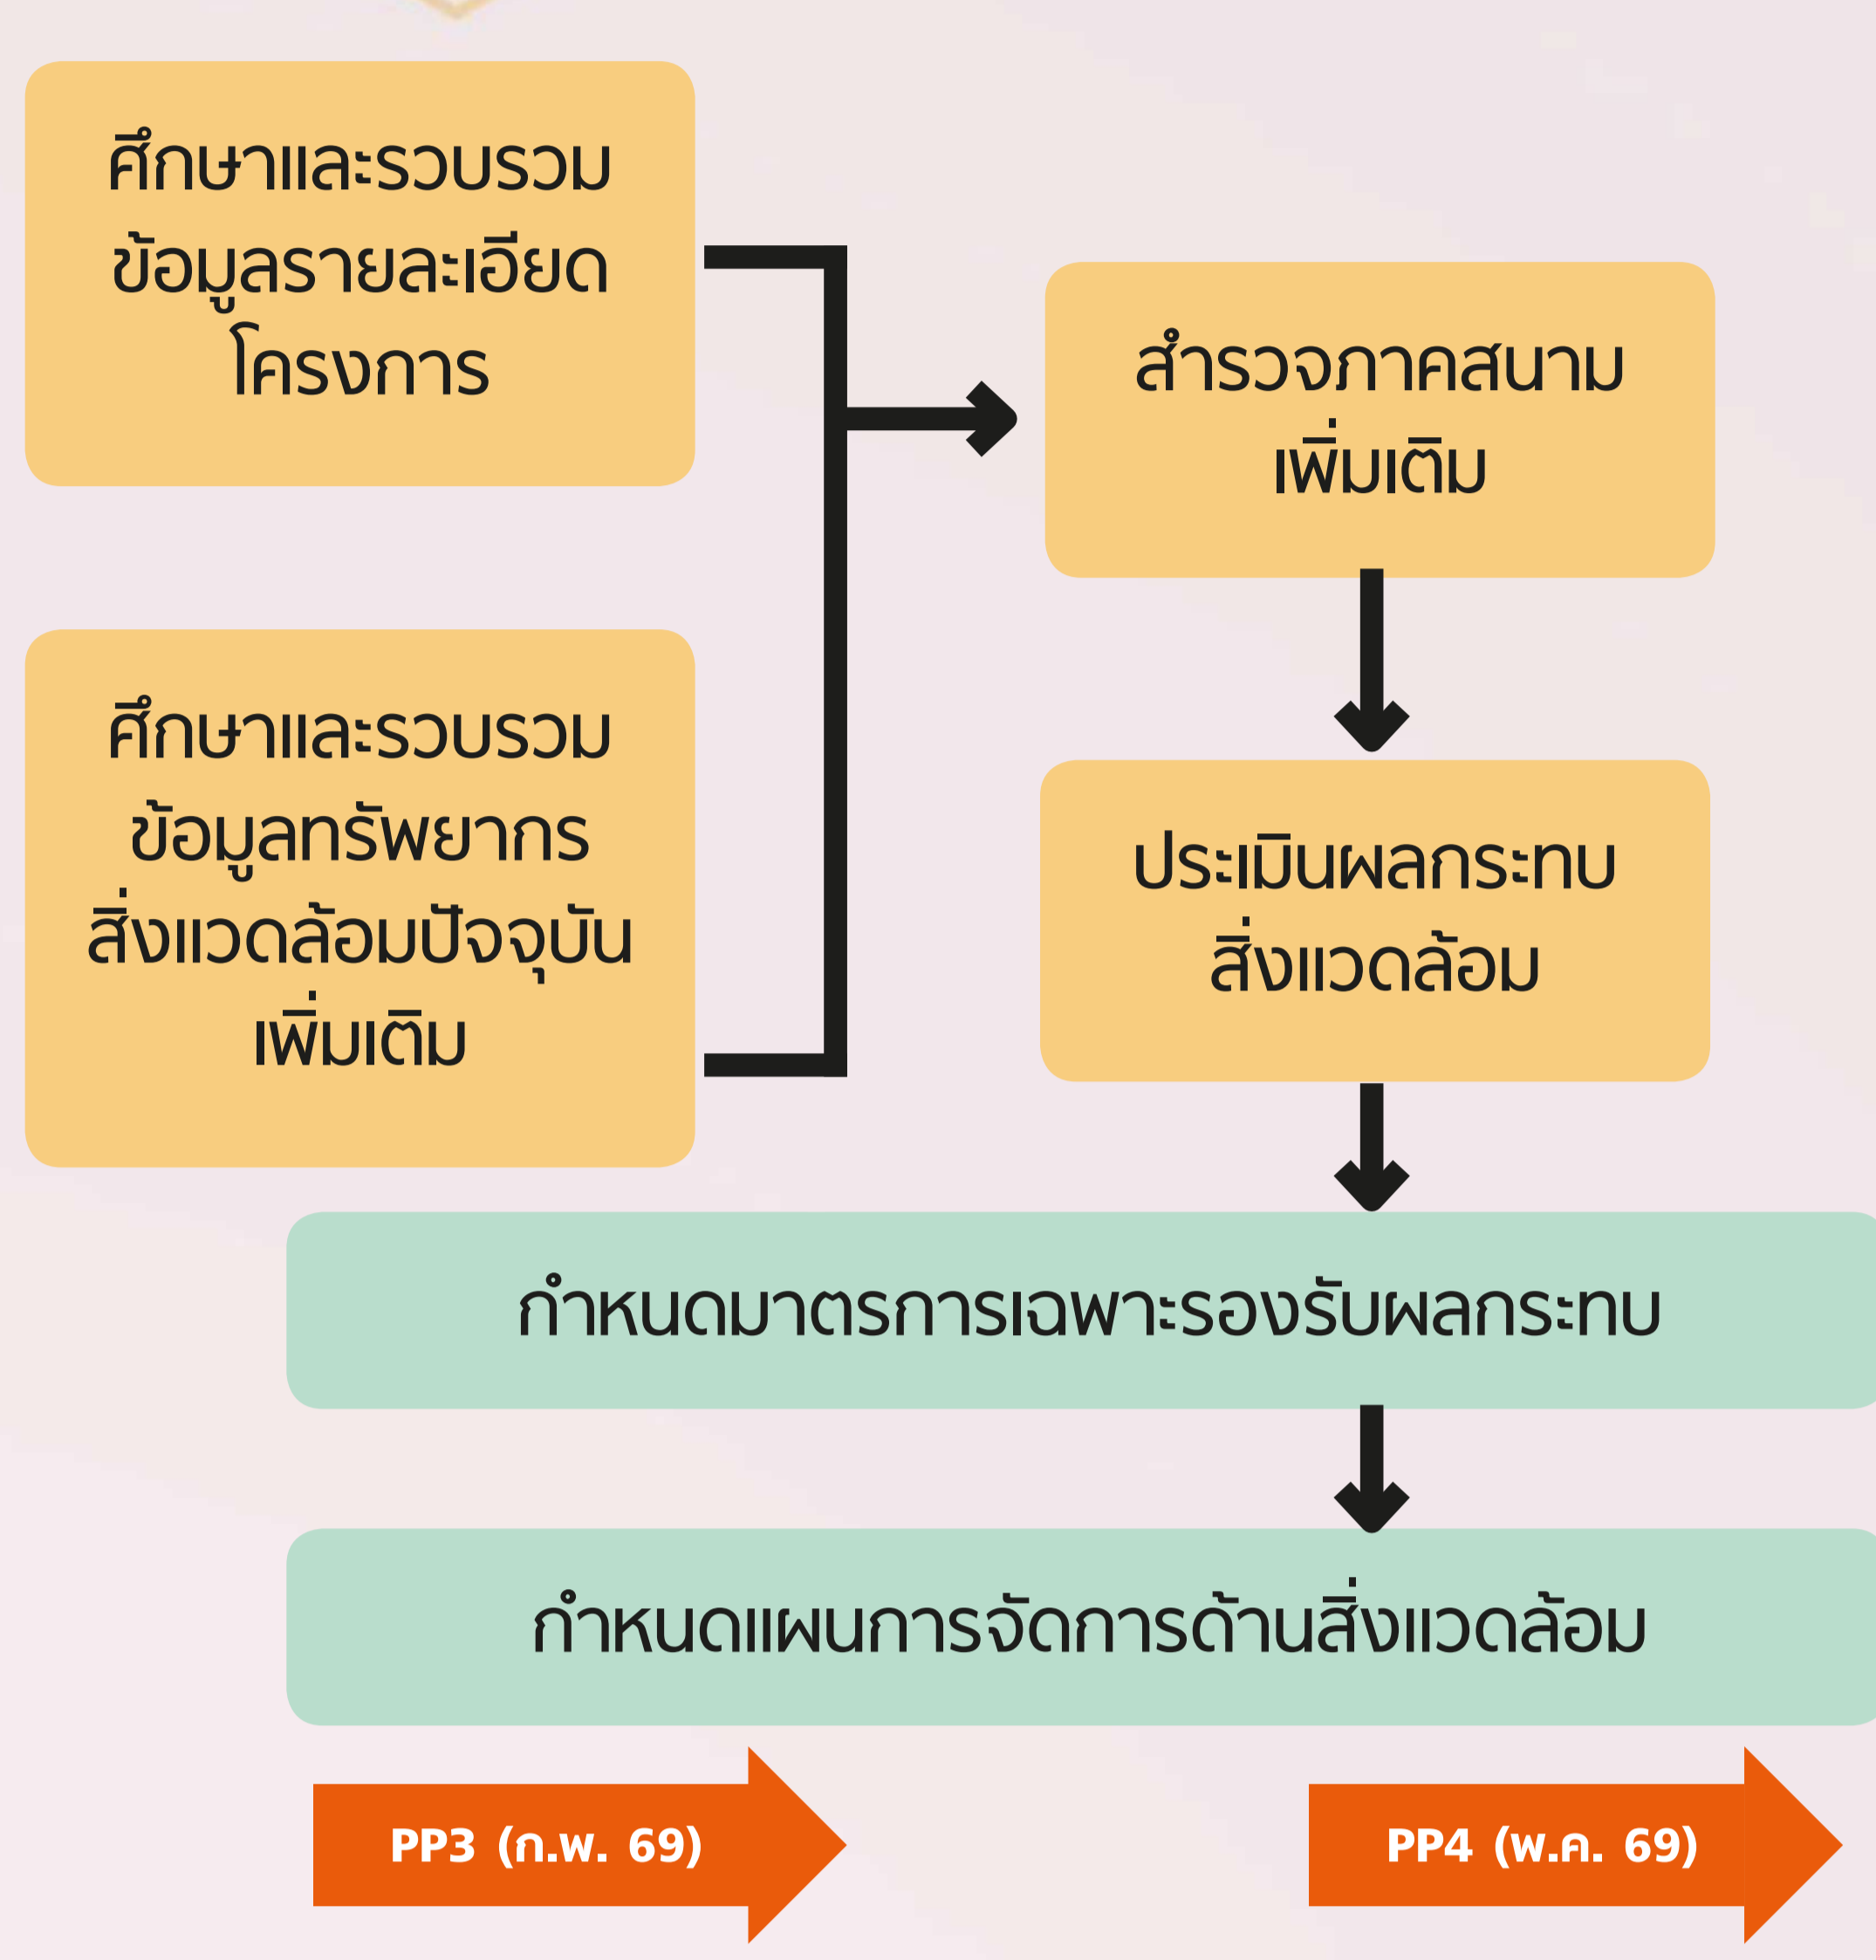 ศึกษาและรวบรวม
ข้อมูลรายละเอียด
โครงการ
ศึกษาและรวบรวม
ข้อมูลทรัพยากร
สิ่งแวดล้อมปัจจุบัน
เพิ่มเติม
สำรวจภาคสนาม
เพิ่มเติม
ประเมินผลกระทบ
สิ่งแวดล้อม
กำหนดมาตรการเฉพาะรองรับผลกระทบ
กำหนดแผนการจัดการด้านสิ่งแวดล้อม
PP3 (ก.พ. 69)
PP4 (พ.ค. 69)